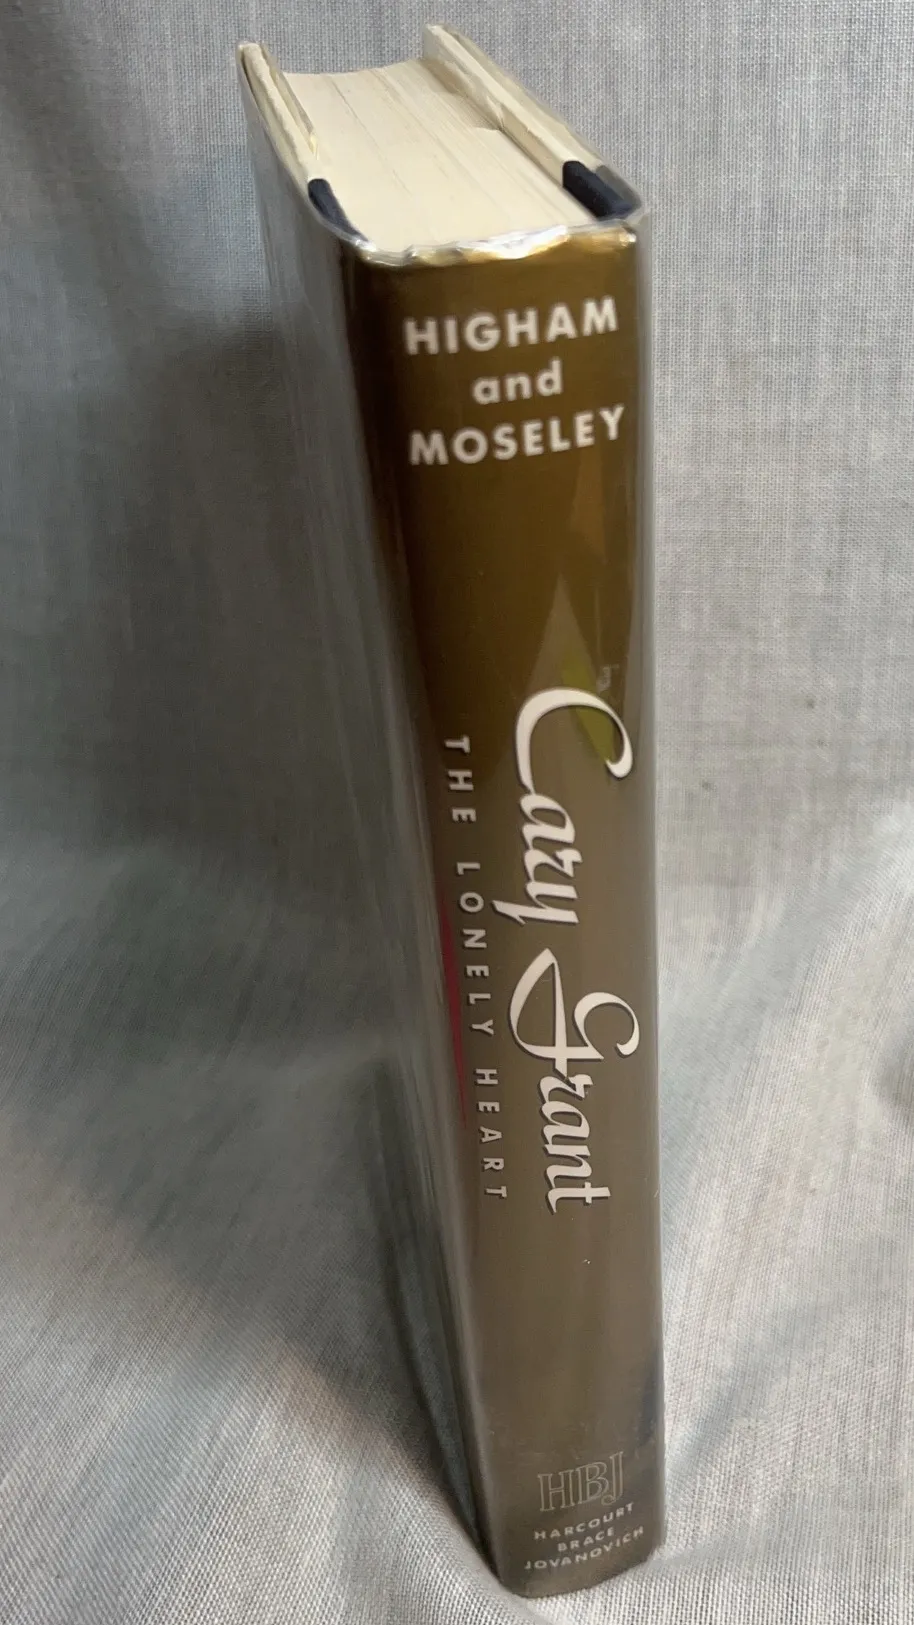 HIGHAM
and
MOSELEY
Cary Grant
THE LONELY HEART
HBJ
HARCOURT
BRACE
JOVANOVICH